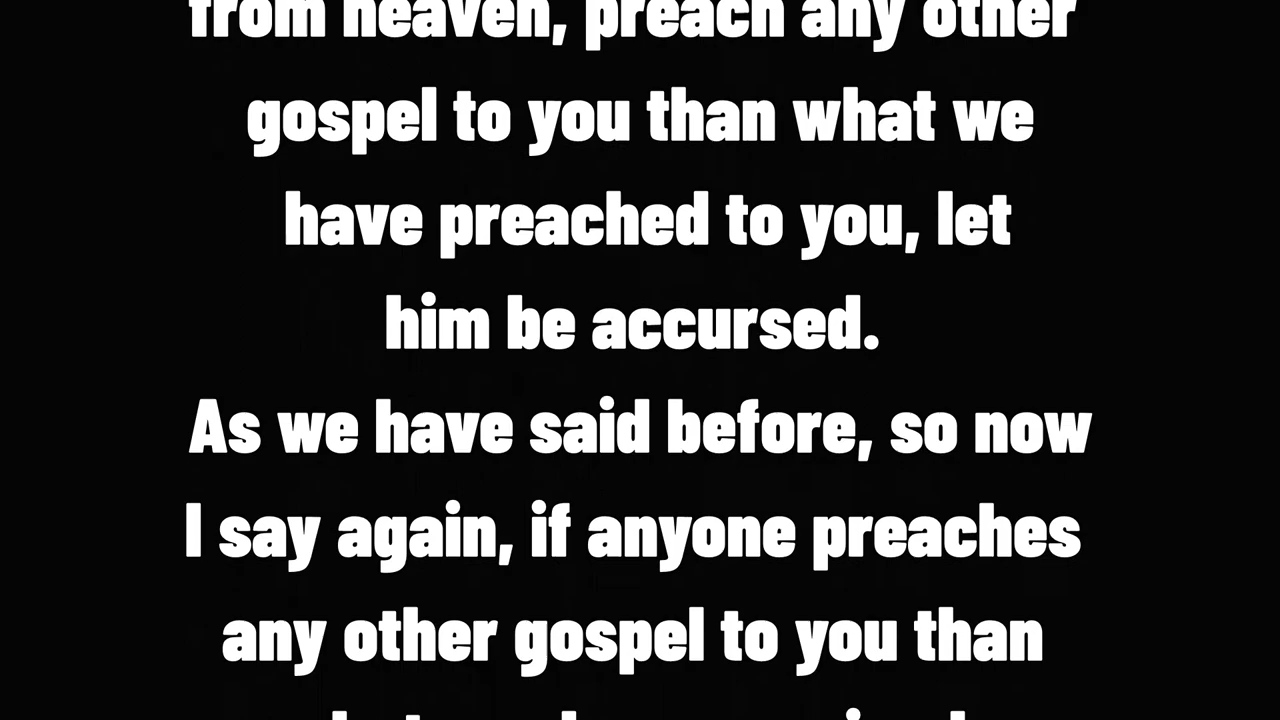 from heaven, preach any other
gospel to you than what we
have preached to you, let
him be accursed.
As we have said before, so now
I say again, if anyone preaches
any other gospel to you than